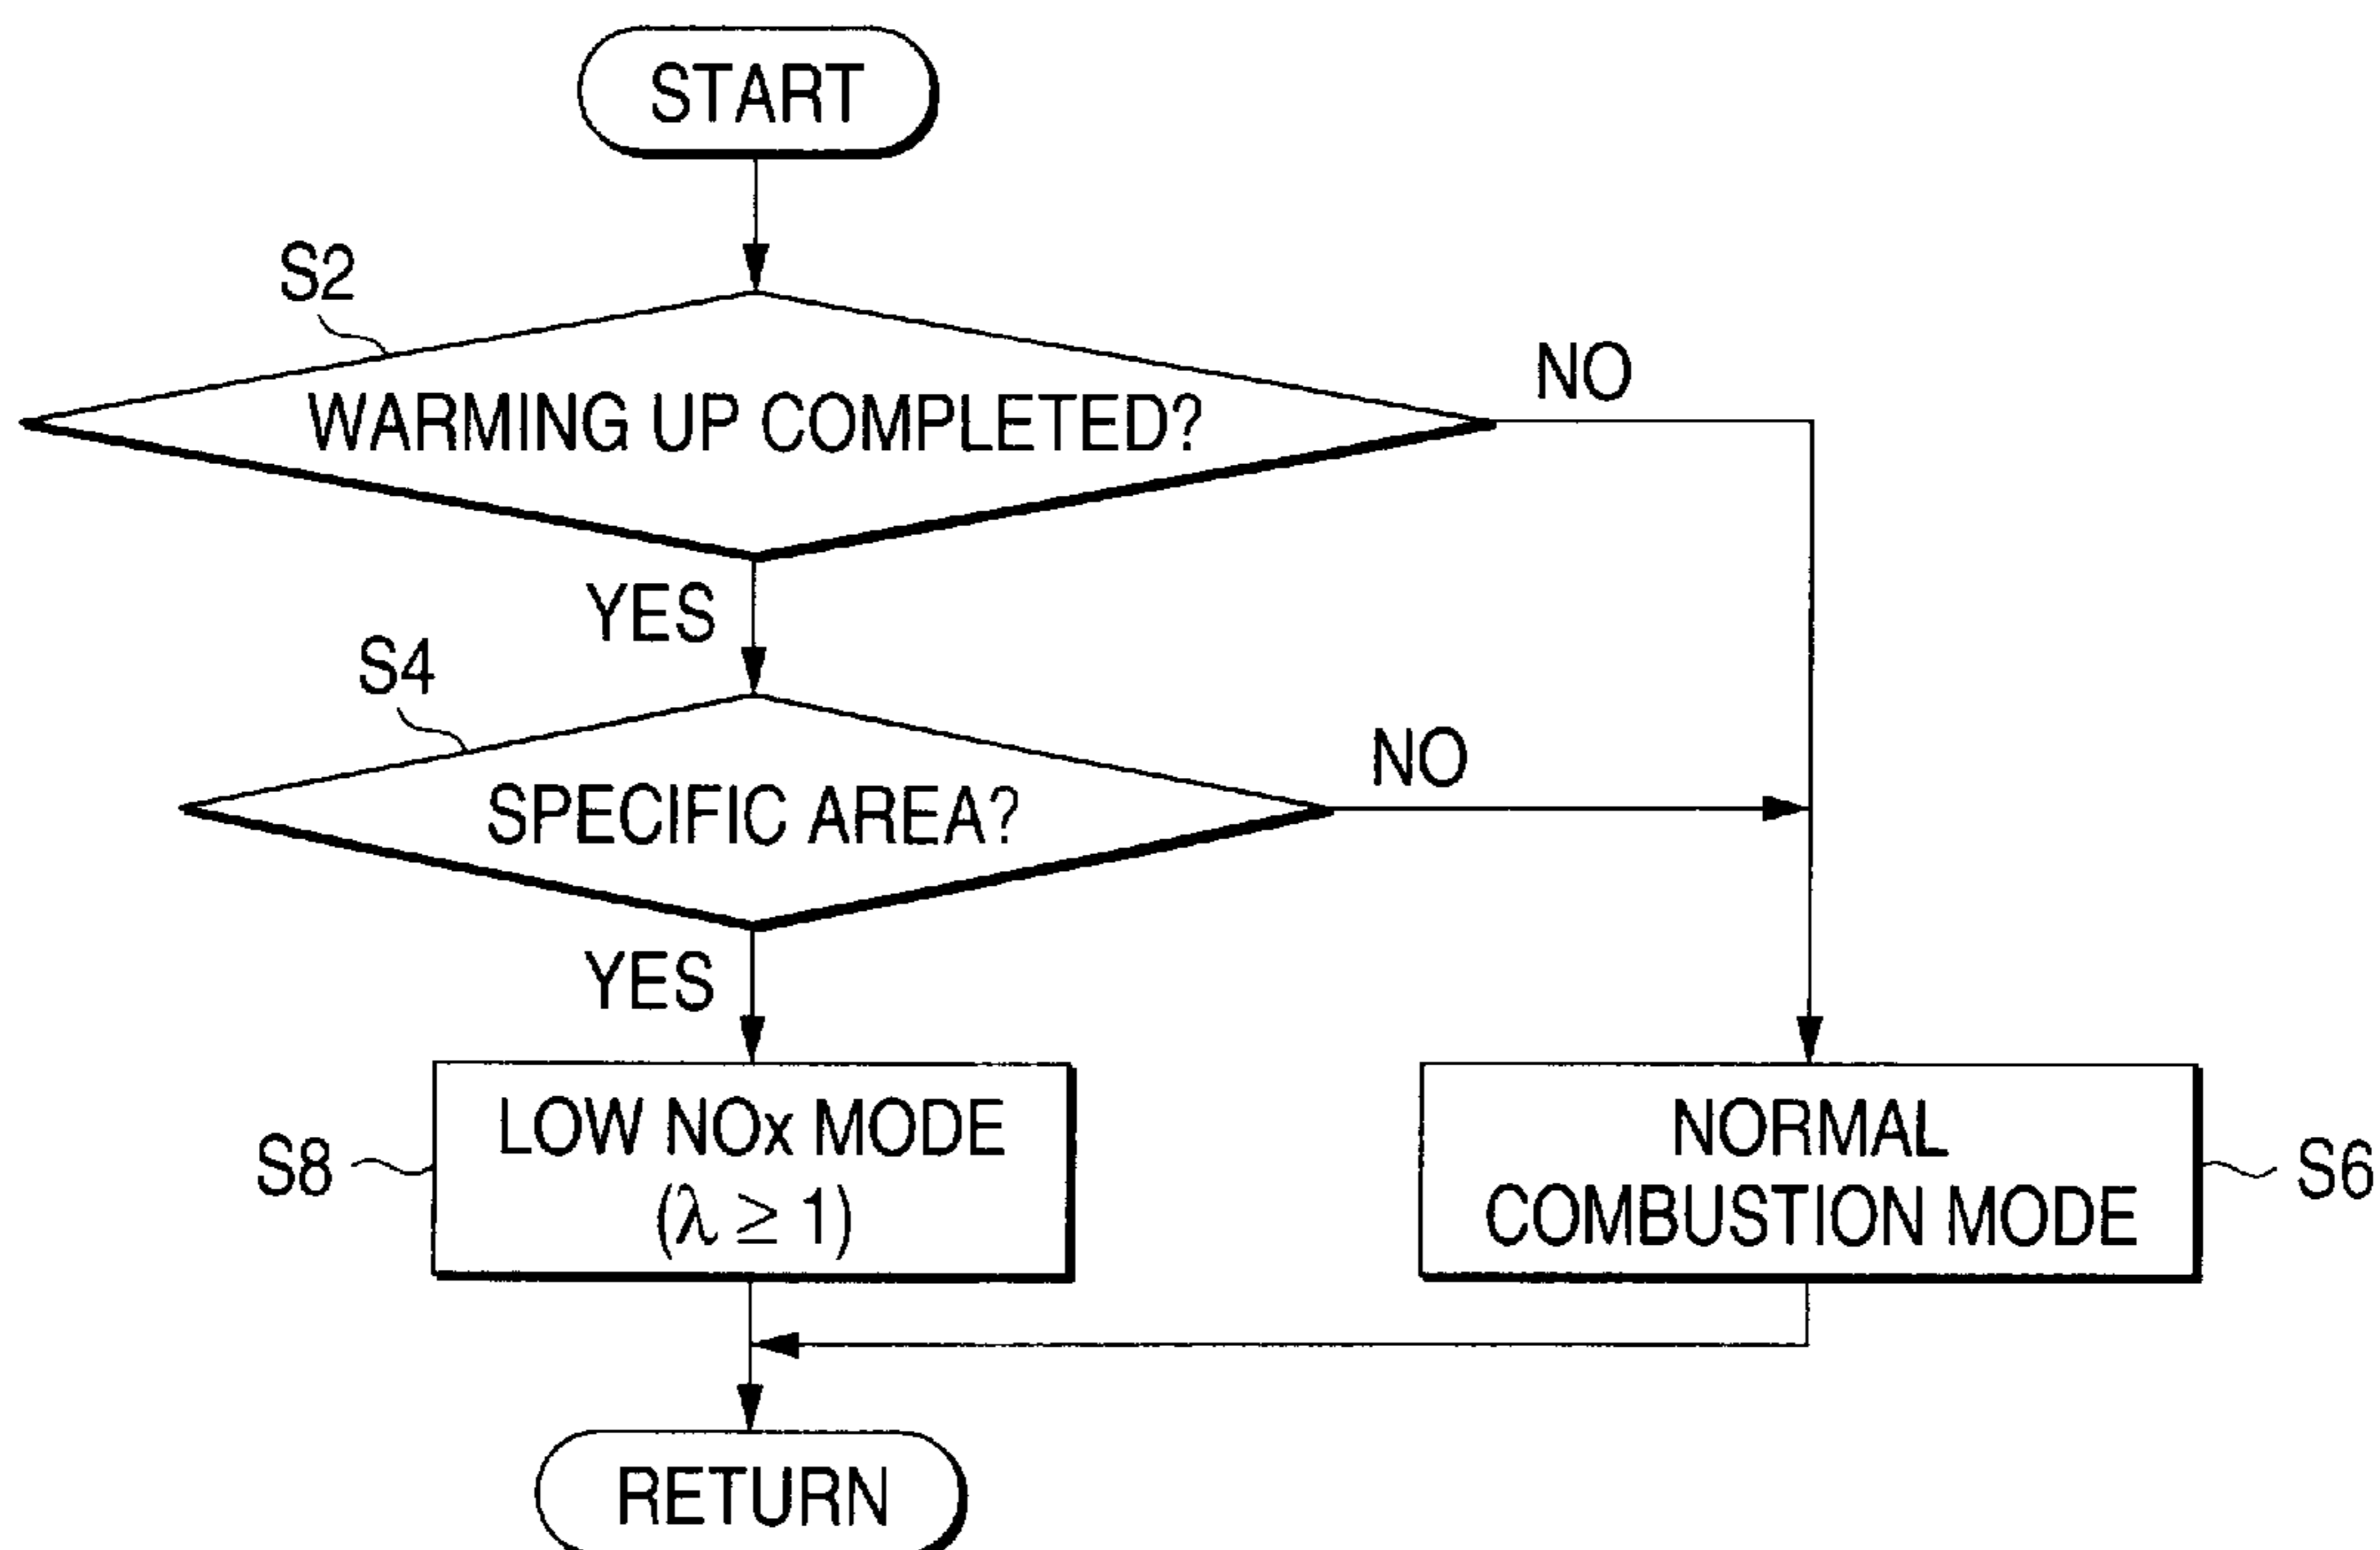 START
S2
WARMING UP COMPLETED?
NO
YES
S4
SPECIFIC AREA?
NO
YES
S8
LOW NOx MODE
(λ ≥ 1)
NORMAL
COMBUSTION MODE
S6
RETURN